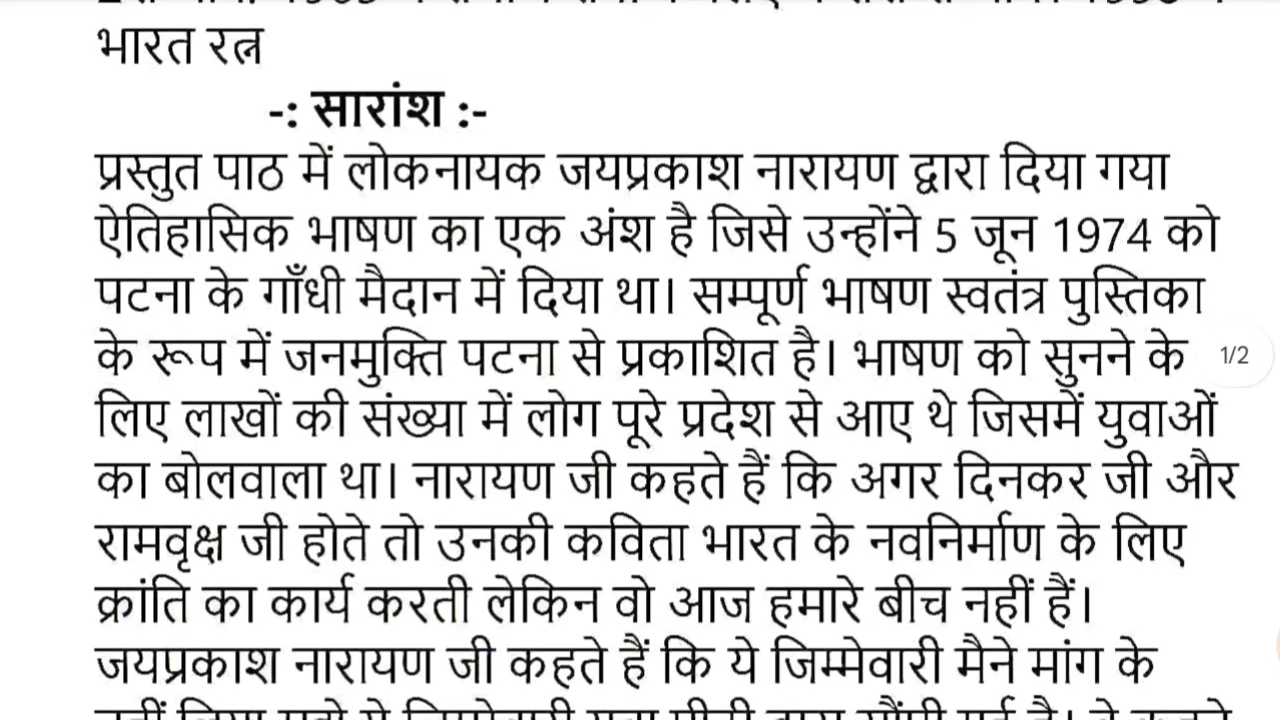 भारत रत्न
-: सारांश :-
प्रस्तुत पाठ में लोकनायक जयप्रकाश नारायण द्वारा दिया गया
ऐतिहासिक भाषण का एक अंश है जिसे उन्होंने 5 जून 1974 को
पटना के गाँधी मैदान में दिया था। सम्पूर्ण भाषण स्वतंत्र पुस्तिका
के रूप में जनमुक्ति पटना से प्रकाशित है। भाषण को सुनने के
1/2
लिए लाखों की संख्या में लोग पूरे प्रदेश से आए थे जिसमें युवाओं
का बोलवाला था। नारायण जी कहते हैं कि अगर दिनकर जी और
रामवृक्ष जी होते तो उनकी कविता भारत के नवनिर्माण के लिए
क्रांति का कार्य करती लेकिन वो आज हमारे बीच नहीं हैं।
जयप्रकाश नारायण जी कहते हैं कि ये जिम्मेवारी मैने मांग के